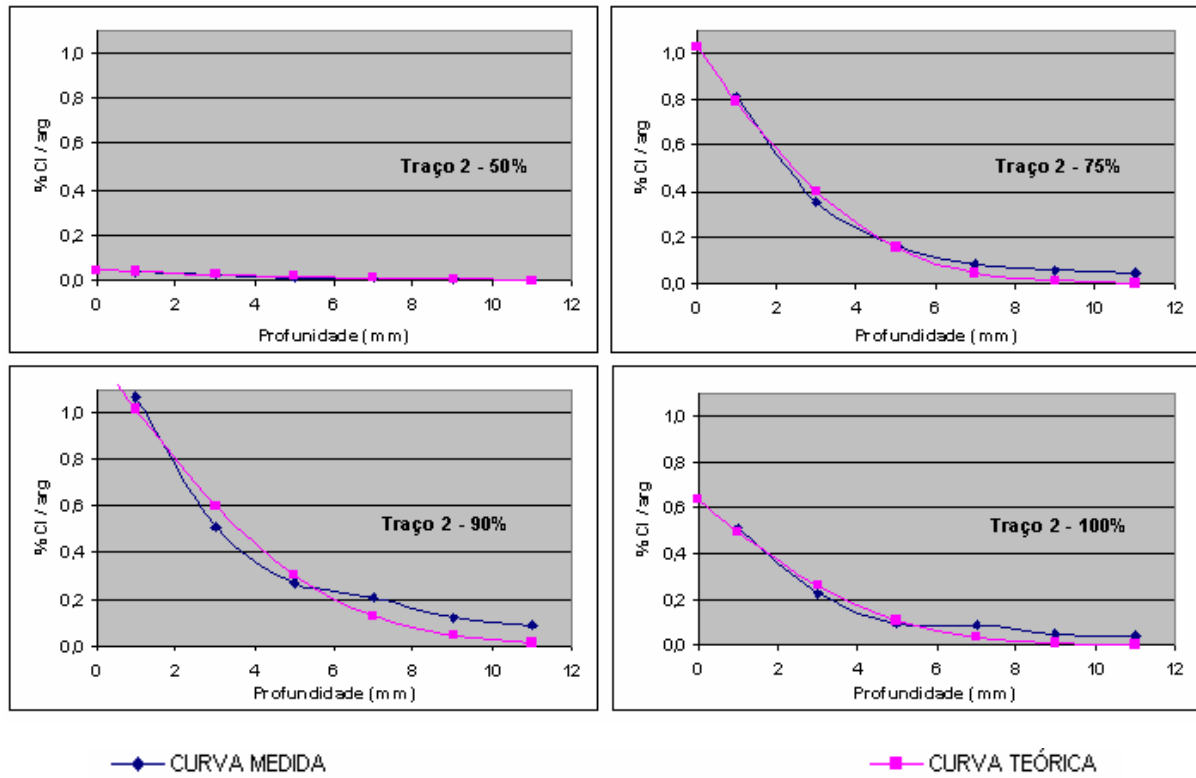 1,0
0,8
0,6
0,4
0,2
0,0
% Cl / arg
Traço 2 - 50%
0 2 4 6 8 10 12
Profunidade (mm)
1,0
0,8
0,6
0,4
0,2
0,0
% Cl / arg
Traço 2 - 75%
0 2 4 6 8 10 12
Profundidade (mm)
1,0
0,8
0,6
0,4
0,2
0,0
% Cl / arg
Traço 2 - 90%
0 2 4 6 8 10 12
Profundidade (mm)
1,0
0,8
0,6
0,4
0,2
0,0
% Cl / arg
Traço 2 - 100%
0 2 4 6 8 10 12
Profundidade (mm)
CURVA MEDIDA
CURVA TEÓRICA